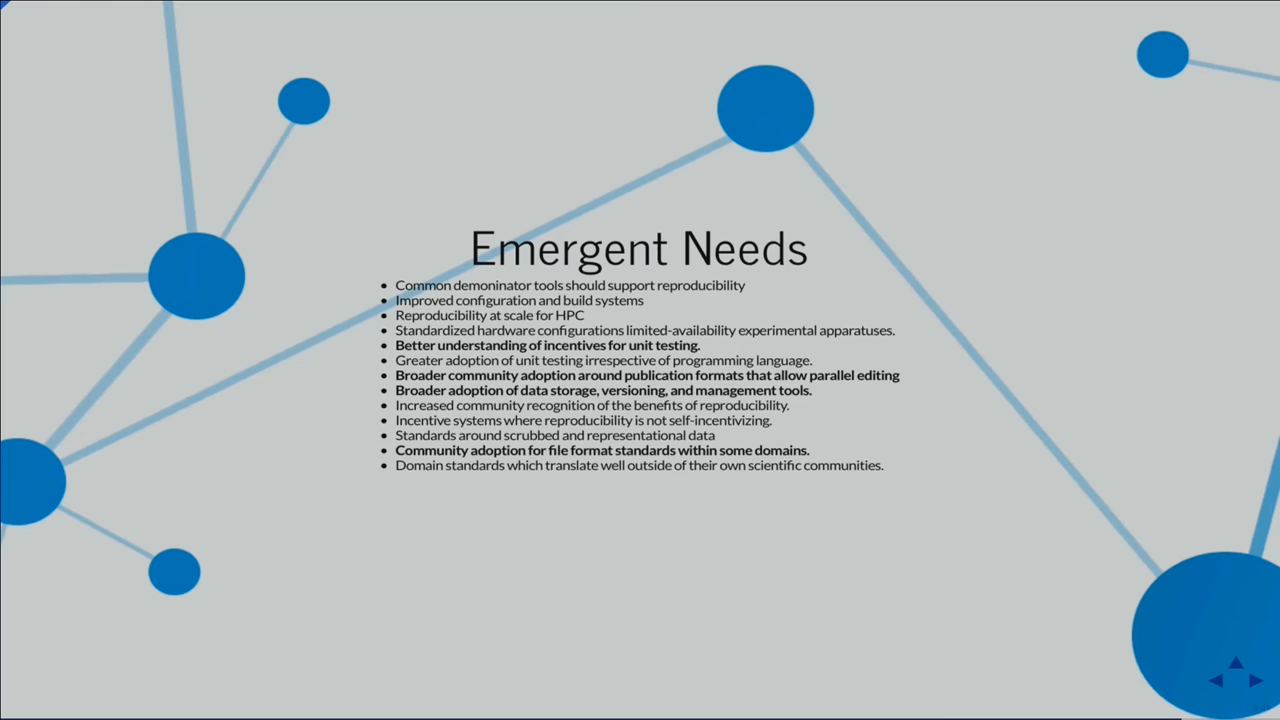 Emergent Needs
• Common demoninator tools should support reproducibility
• Improved configuration and build systems
• Reproducibility at scale for HPC
• Standardized hardware configurations limited-availability experimental apparatuses.
• Better understanding of incentives for unit testing.
• Greater adoption of unit testing irrespective of programming language.
• Broader community adoption around publication formats that allow parallel editing
• Broader adoption of data storage, versioning, and management tools.
• Increased community recognition of the benefits of reproducibility.
• Incentive systems where reproducibility is not self-incentivizing.
• Standards around scrubbed and representational data
• Community adoption for file format standards within some domains.
• Domain standards which translate well outside of their own scientific communities.